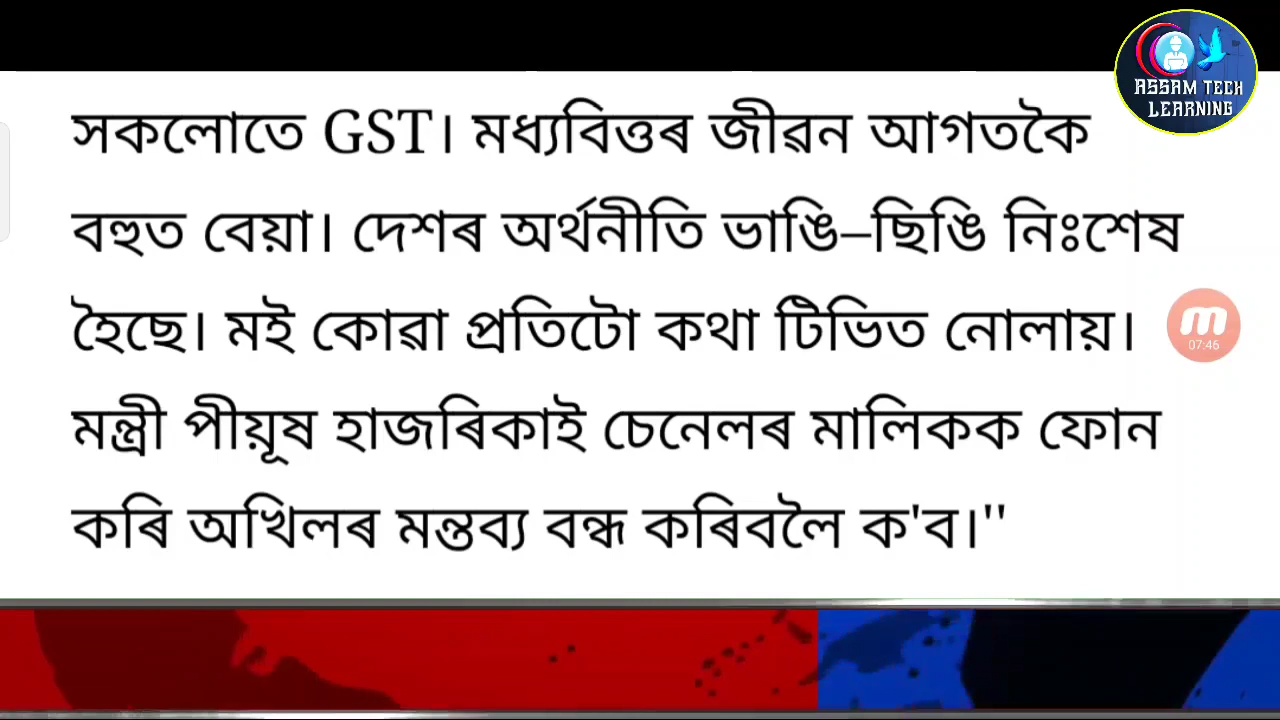 ASSAM TECH
LEARNING
সকলোতে GST। মধ্যবিত্তৰ জীৱন আগতকৈ
বহুত বেয়া। দেশৰ অৰ্থনীতি ভাঙি–ছিঙি নিঃশেষ
হৈছে। মই কোৱা প্ৰতিটো কথা টিভিত নোলায়।
07:46
মন্ত্ৰী পীয়ূষ হাজৰিকাই চেনেলৰ মালিকক ফোন
কৰি অখিলৰ মন্তব্য বন্ধ কৰিবলৈ ক'ব।''